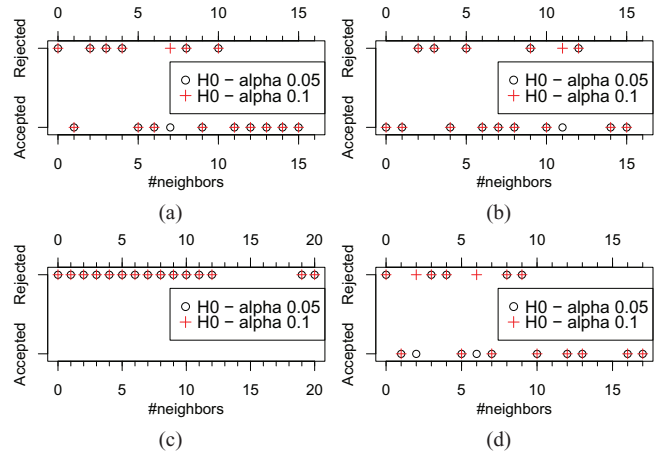 0 5 10 15
Rejected
Accepted
H0 − alpha 0.05
H0 − alpha 0.1
0 5 10 15
#neighbors
(a)
0 5 10 15
Rejected
Accepted
H0 − alpha 0.05
H0 − alpha 0.1
0 5 10 15
#neighbors
(b)
0 5 10 15 20
Rejected
Accepted
H0 − alpha 0.05
H0 − alpha 0.1
0 5 10 15 20
#neighbors
(c)
0 5 10 15
Rejected
Accepted
H0 − alpha 0.05
H0 − alpha 0.1
0 5 10 15
#neighbors
(d)